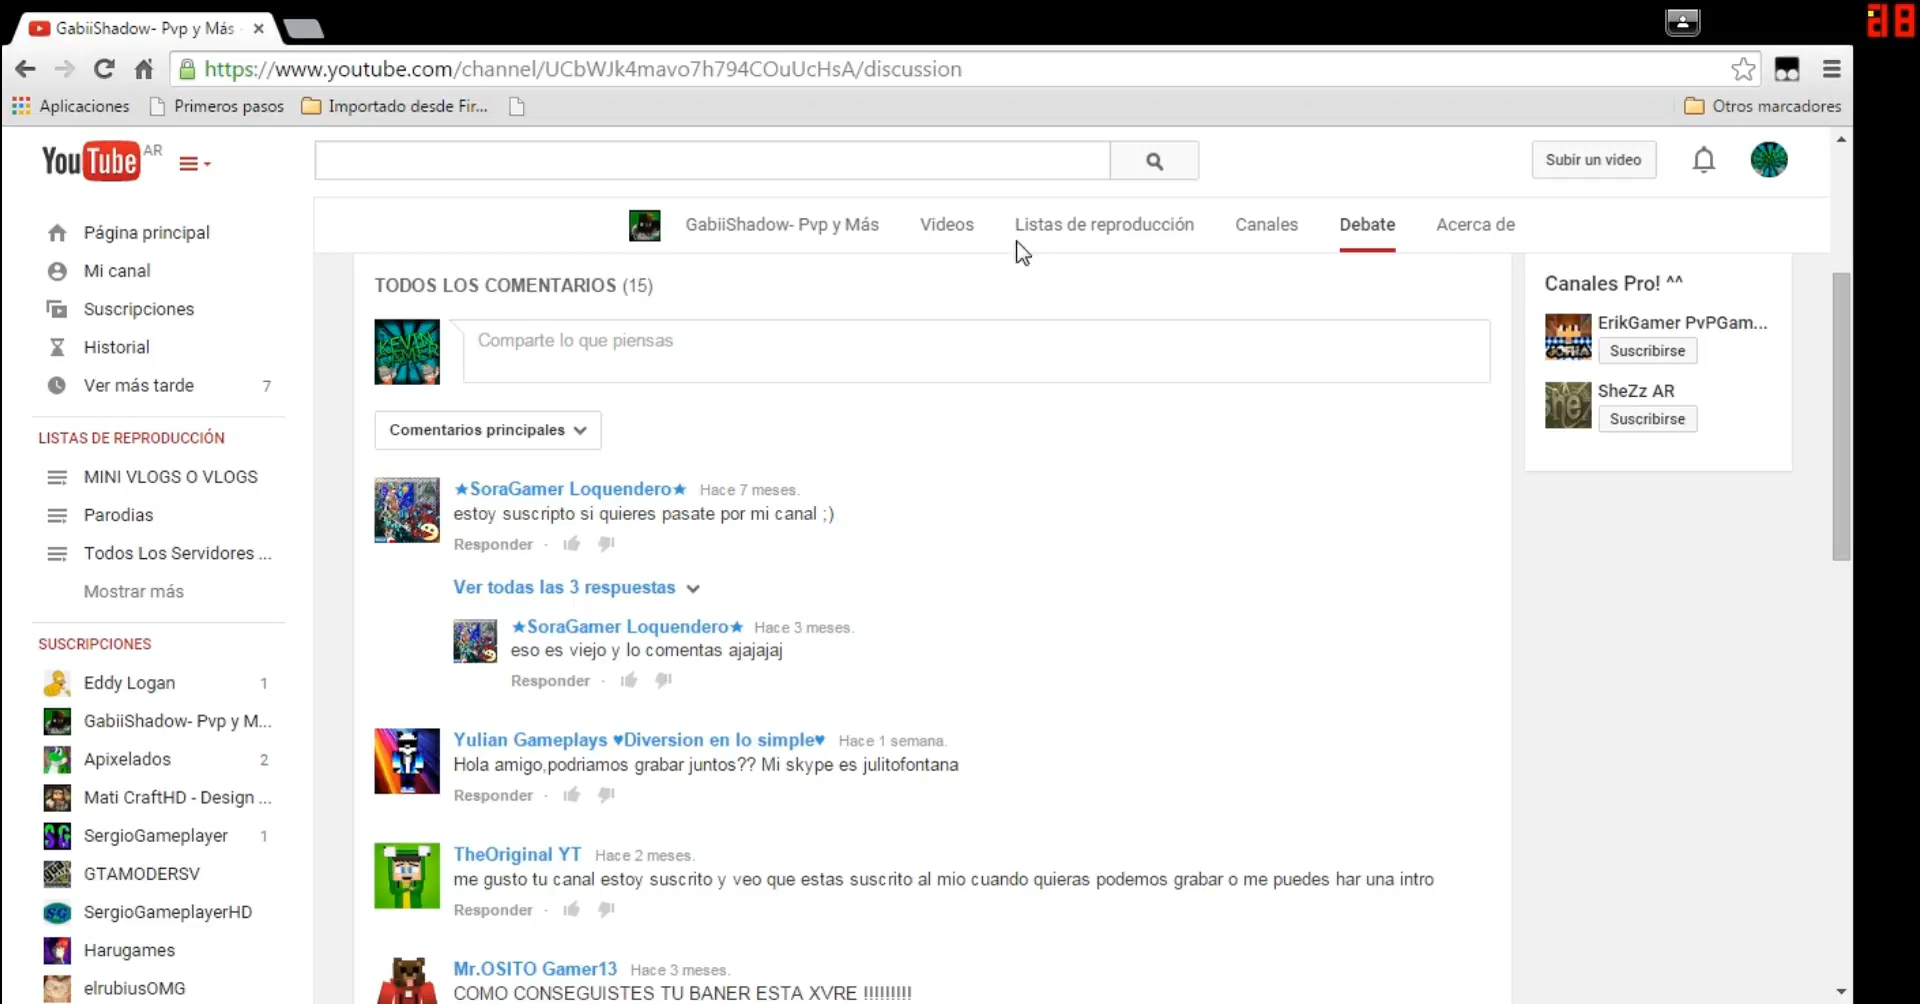 GabiiShadow- Pvp y Más
18
https://www.youtube.com/channel/UCbWJk4mavo7h794COuUcHsA/discussion
Aplicaciones
Primeros pasos
Importado desde Fir...
Otros marcadores
YouTube AR
Subir un video
GabiiShadow- Pvp y Más
Videos
Listas de reproducción
Canales
Debate
Acerca de
Página principal
Mi canal
Suscripciones
Historial
Ver más tarde 7
LISTAS DE REPRODUCCIÓN
MINI VLOGS O VLOGS
Parodias
Todos Los Servidores ...
Mostrar más
SUSCRIPCIONES
Eddy Logan 1
GabiiShadow- Pvp y M...
Apixelados 2
Mati CraftHD - Design ...
SergioGameplayer 1
GTAMODERSV
SergioGameplayerHD
Harugames
elrubiusOMG
TODOS LOS COMENTARIOS (15)
Comparte lo que piensas
Comentarios principales
★SoraGamer Loquendero★ Hace 7 meses.
estoy suscripto si quieres pasate por mi canal ;)
Responder
Ver todas las 3 respuestas
★SoraGamer Loquendero★ Hace 3 meses.
eso es viejo y lo comentas ajajajaj
Responder
Yulian Gameplays ♥Diversion en lo simple♥ Hace 1 semana.
Hola amigo,podriamos grabar juntos?? Mi skype es julitofontana
Responder
TheOriginal YT Hace 2 meses.
me gusto tu canal estoy suscrito y veo que estas suscrito al mio cuando quieras podemos grabar o me puedes har una intro
Responder
Mr.OSITO Gamer13 Hace 3 meses.
COMO CONSEGUISTES TU BANER ESTA XVRE !!!!!!!!!
Canales Pro! ^^
ErikGamer PvPGam...
Suscribirse
SheZz AR
Suscribirse